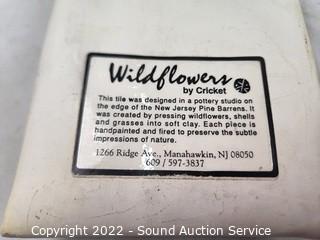 Wildflowers
by Cricket
This tile was designed in a pottery studio on
the edge of the New Jersey Pine Barrens. It
was created by pressing wildflowers, shells
and grasses into soft clay. Each piece is
handpainted and fired to preserve the subtle
impressions of nature.
1266 Ridge Ave., Manahawkin, NJ 08050
609 / 597-3837
Copyright 2022 - Sound Auction Service